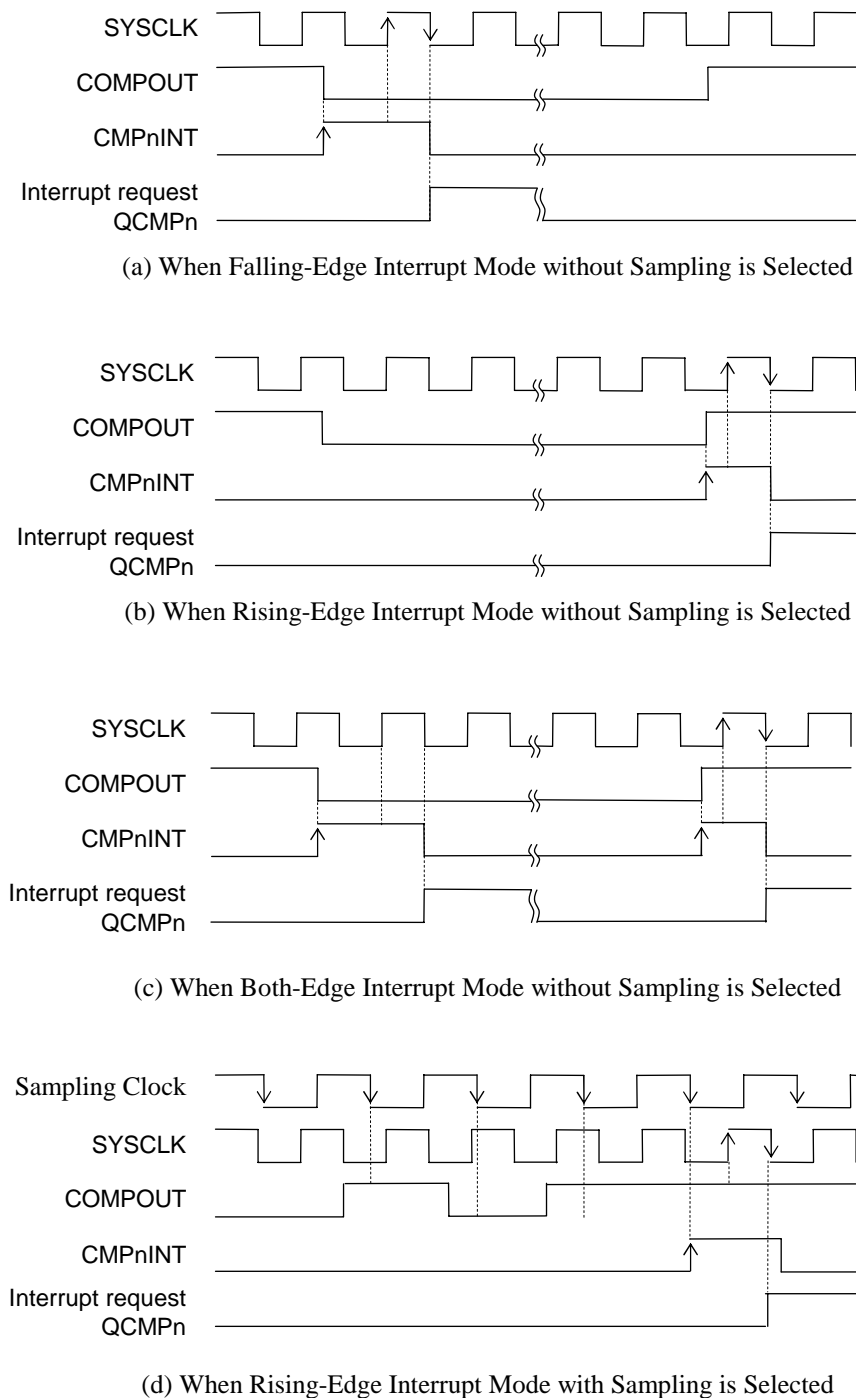 SYSCLK
COMPOUT
CMPnINT
Interrupt request
QCMPn
(a) When Falling-Edge Interrupt Mode without Sampling is Selected
SYSCLK
COMPOUT
CMPnINT
Interrupt request
QCMPn
(b) When Rising-Edge Interrupt Mode without Sampling is Selected
SYSCLK
COMPOUT
CMPnINT
Interrupt request
QCMPn
(c) When Both-Edge Interrupt Mode without Sampling is Selected
Sampling Clock
SYSCLK
COMPOUT
CMPnINT
Interrupt request
QCMPn
(d) When Rising-Edge Interrupt Mode with Sampling is Selected